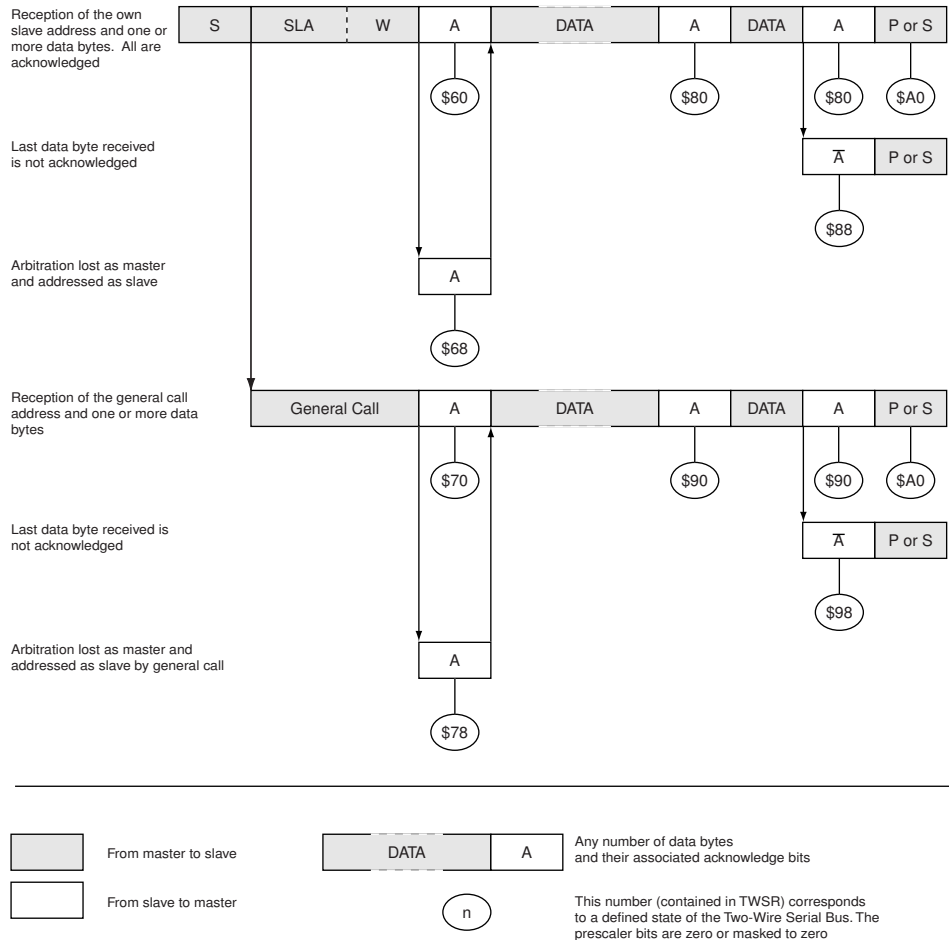 Reception of the own
slave address and one or
more data bytes. All are
acknowledged
S SLA W A DATA A DATA A P or S
$60 $80 $80 $A0
Last data byte received
is not acknowledged
A̅ P or S
$88
Arbitration lost as master
and addressed as slave
A
$68
Reception of the general call
address and one or more data
bytes
General Call A DATA A DATA A P or S
$70 $90 $90 $A0
Last data byte received is
not acknowledged
A̅ P or S
$98
Arbitration lost as master and
addressed as slave by general call
A
$78
From master to slave
DATA A
Any number of data bytes
and their associated acknowledge bits
From slave to master
n
This number (contained in TWSR) corresponds
to a defined state of the Two-Wire Serial Bus. The
prescaler bits are zero or masked to zero